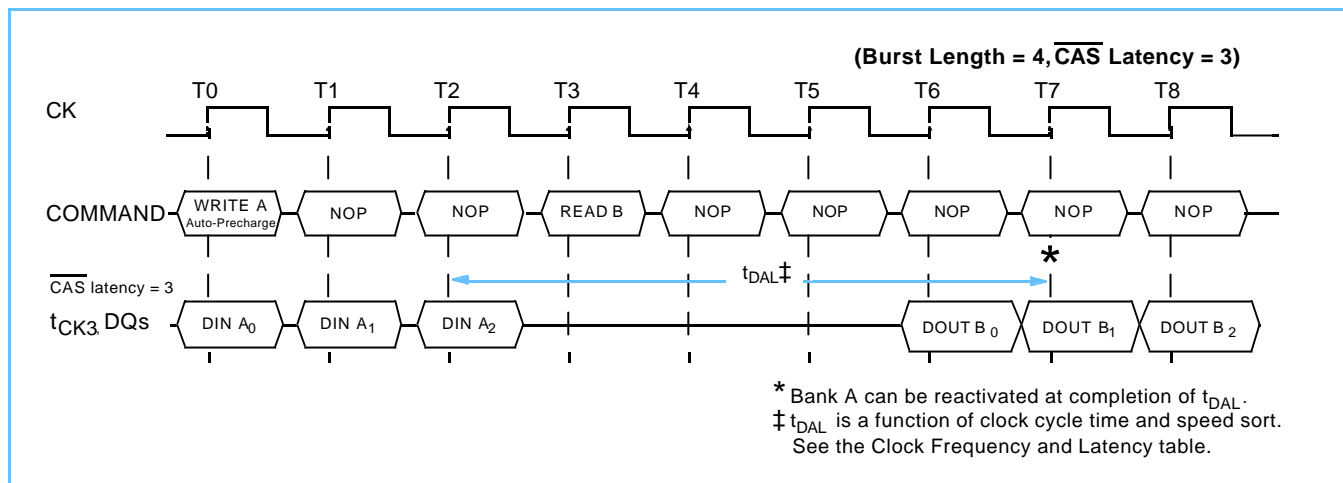 (Burst Length = 4, CAS Latency = 3)
T0 T1 T2 T3 T4 T5 T6 T7 T8
CK
COMMAND
WRITE A
Auto-Precharge
NOP
NOP
READ B
NOP
NOP
NOP
NOP
NOP
*
tDAL‡
CAS latency = 3
tCK3, DQs
DIN A0
DIN A1
DIN A2
DOUT B0
DOUT B1
DOUT B2
* Bank A can be reactivated at completion of tDAL.
‡ tDAL is a function of clock cycle time and speed sort.
See the Clock Frequency and Latency table.